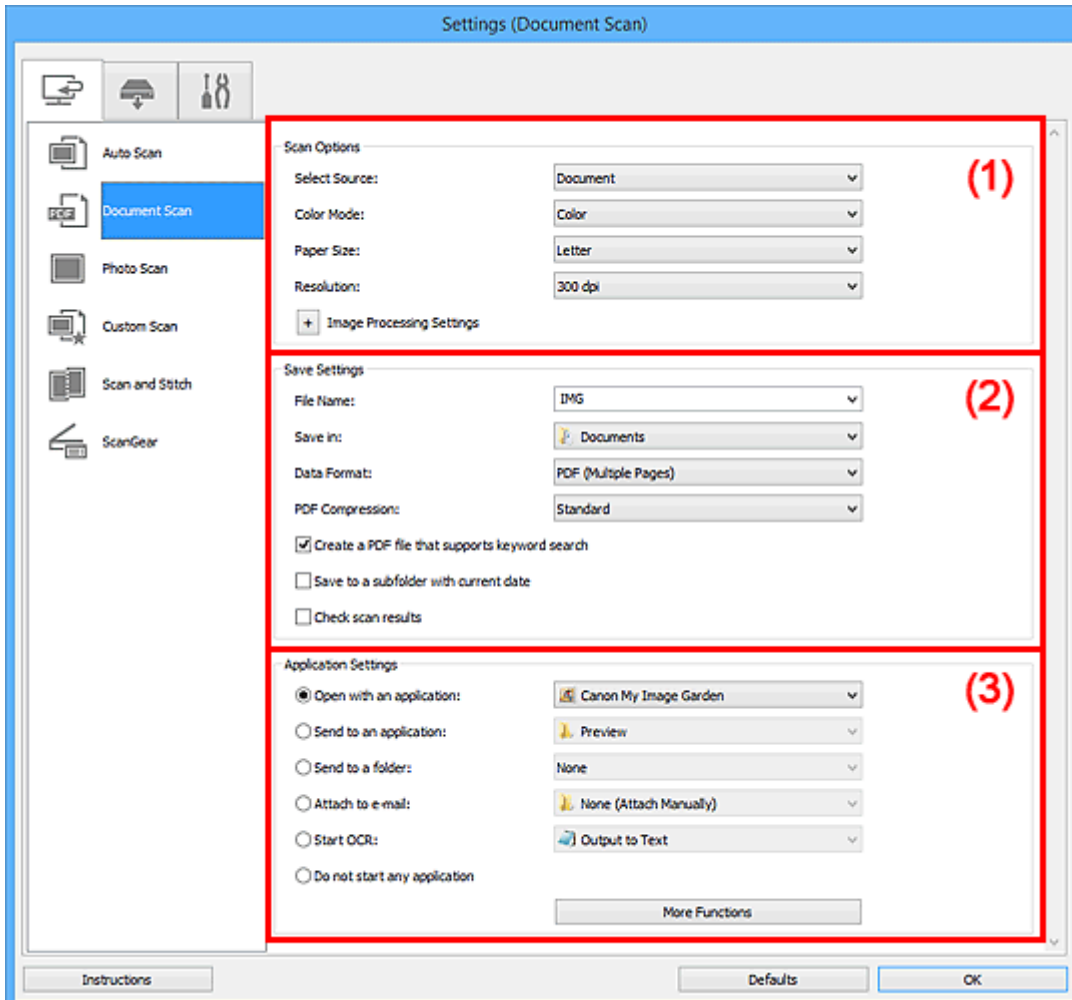 Settings (Document Scan)
Auto Scan
Document Scan
Photo Scan
Custom Scan
Scan and Stitch
ScanGear
Scan Options
(1)
Select Source: Document
Color Mode: Color
Paper Size: Letter
Resolution: 300 dpi
+ Image Processing Settings
Save Settings
(2)
File Name: IMG
Save in: Documents
Data Format: PDF (Multiple Pages)
PDF Compression: Standard
Create a PDF file that supports keyword search
Save to a subfolder with current date
Check scan results
Application Settings
(3)
Open with an application: Canon My Image Garden
Send to an application: Preview
Send to a folder: None
Attach to e-mail: None (Attach Manually)
Start OCR: Output to Text
Do not start any application
More Functions
Instructions Defaults OK